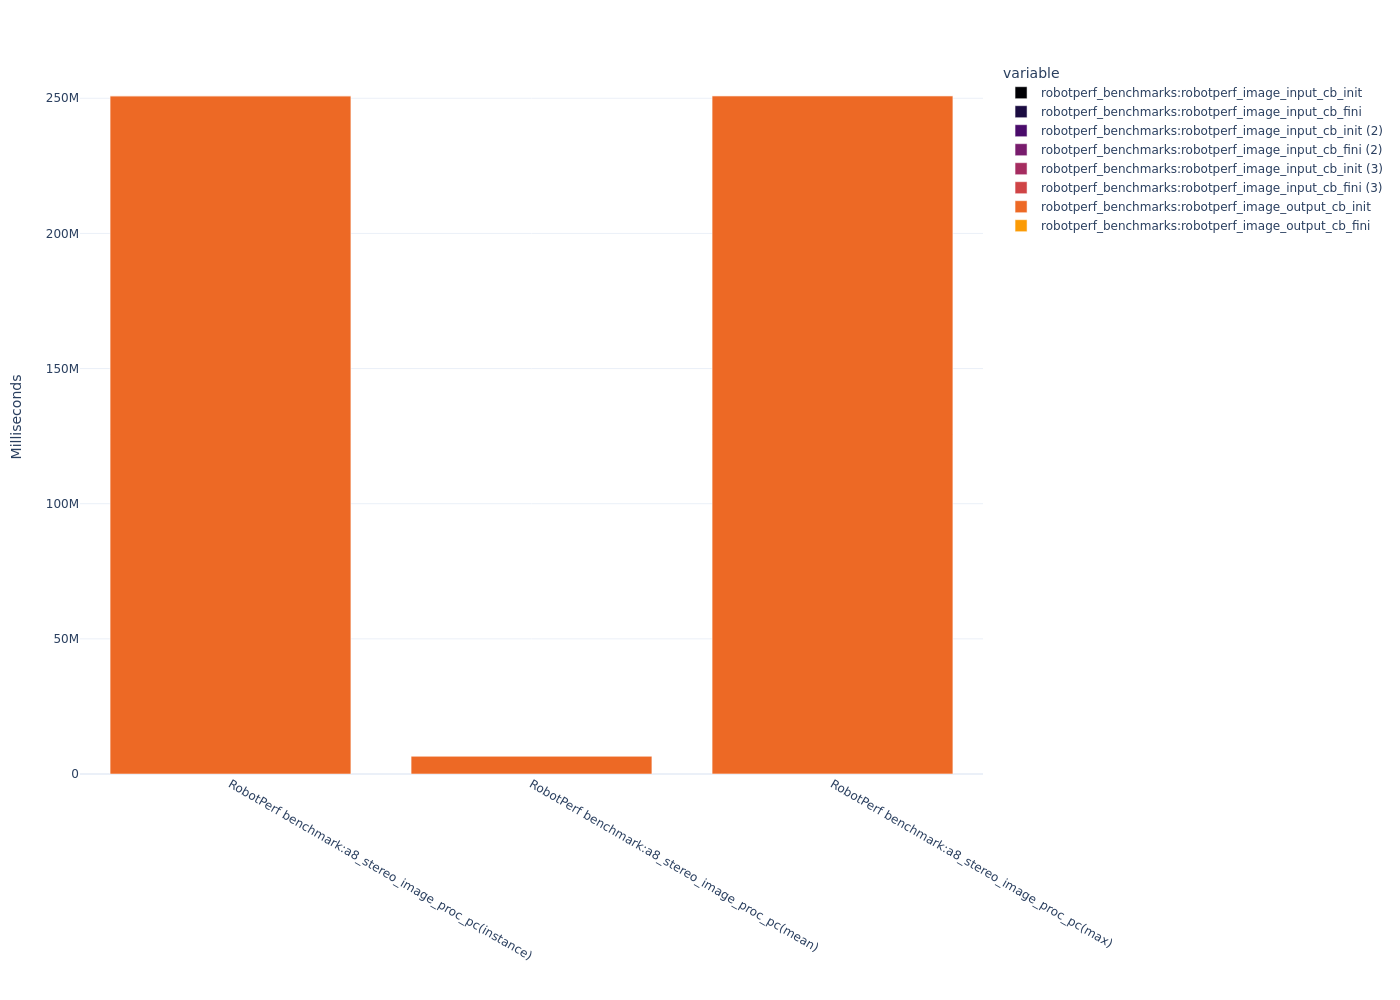 variable
robotperf_benchmarks:robotperf_image_input_cb_init
robotperf_benchmarks:robotperf_image_input_cb_fini
robotperf_benchmarks:robotperf_image_input_cb_init (2)
robotperf_benchmarks:robotperf_image_input_cb_fini (2)
robotperf_benchmarks:robotperf_image_input_cb_init (3)
robotperf_benchmarks:robotperf_image_input_cb_fini (3)
robotperf_benchmarks:robotperf_image_output_cb_init
robotperf_benchmarks:robotperf_image_output_cb_fini
250M
200M
150M
100M
50M
0
Milliseconds
RobotPerf benchmark:a8_stereo_image_proc_pc(instance)
RobotPerf benchmark:a8_stereo_image_proc_pc(mean)
RobotPerf benchmark:a8_stereo_image_proc_pc(max)